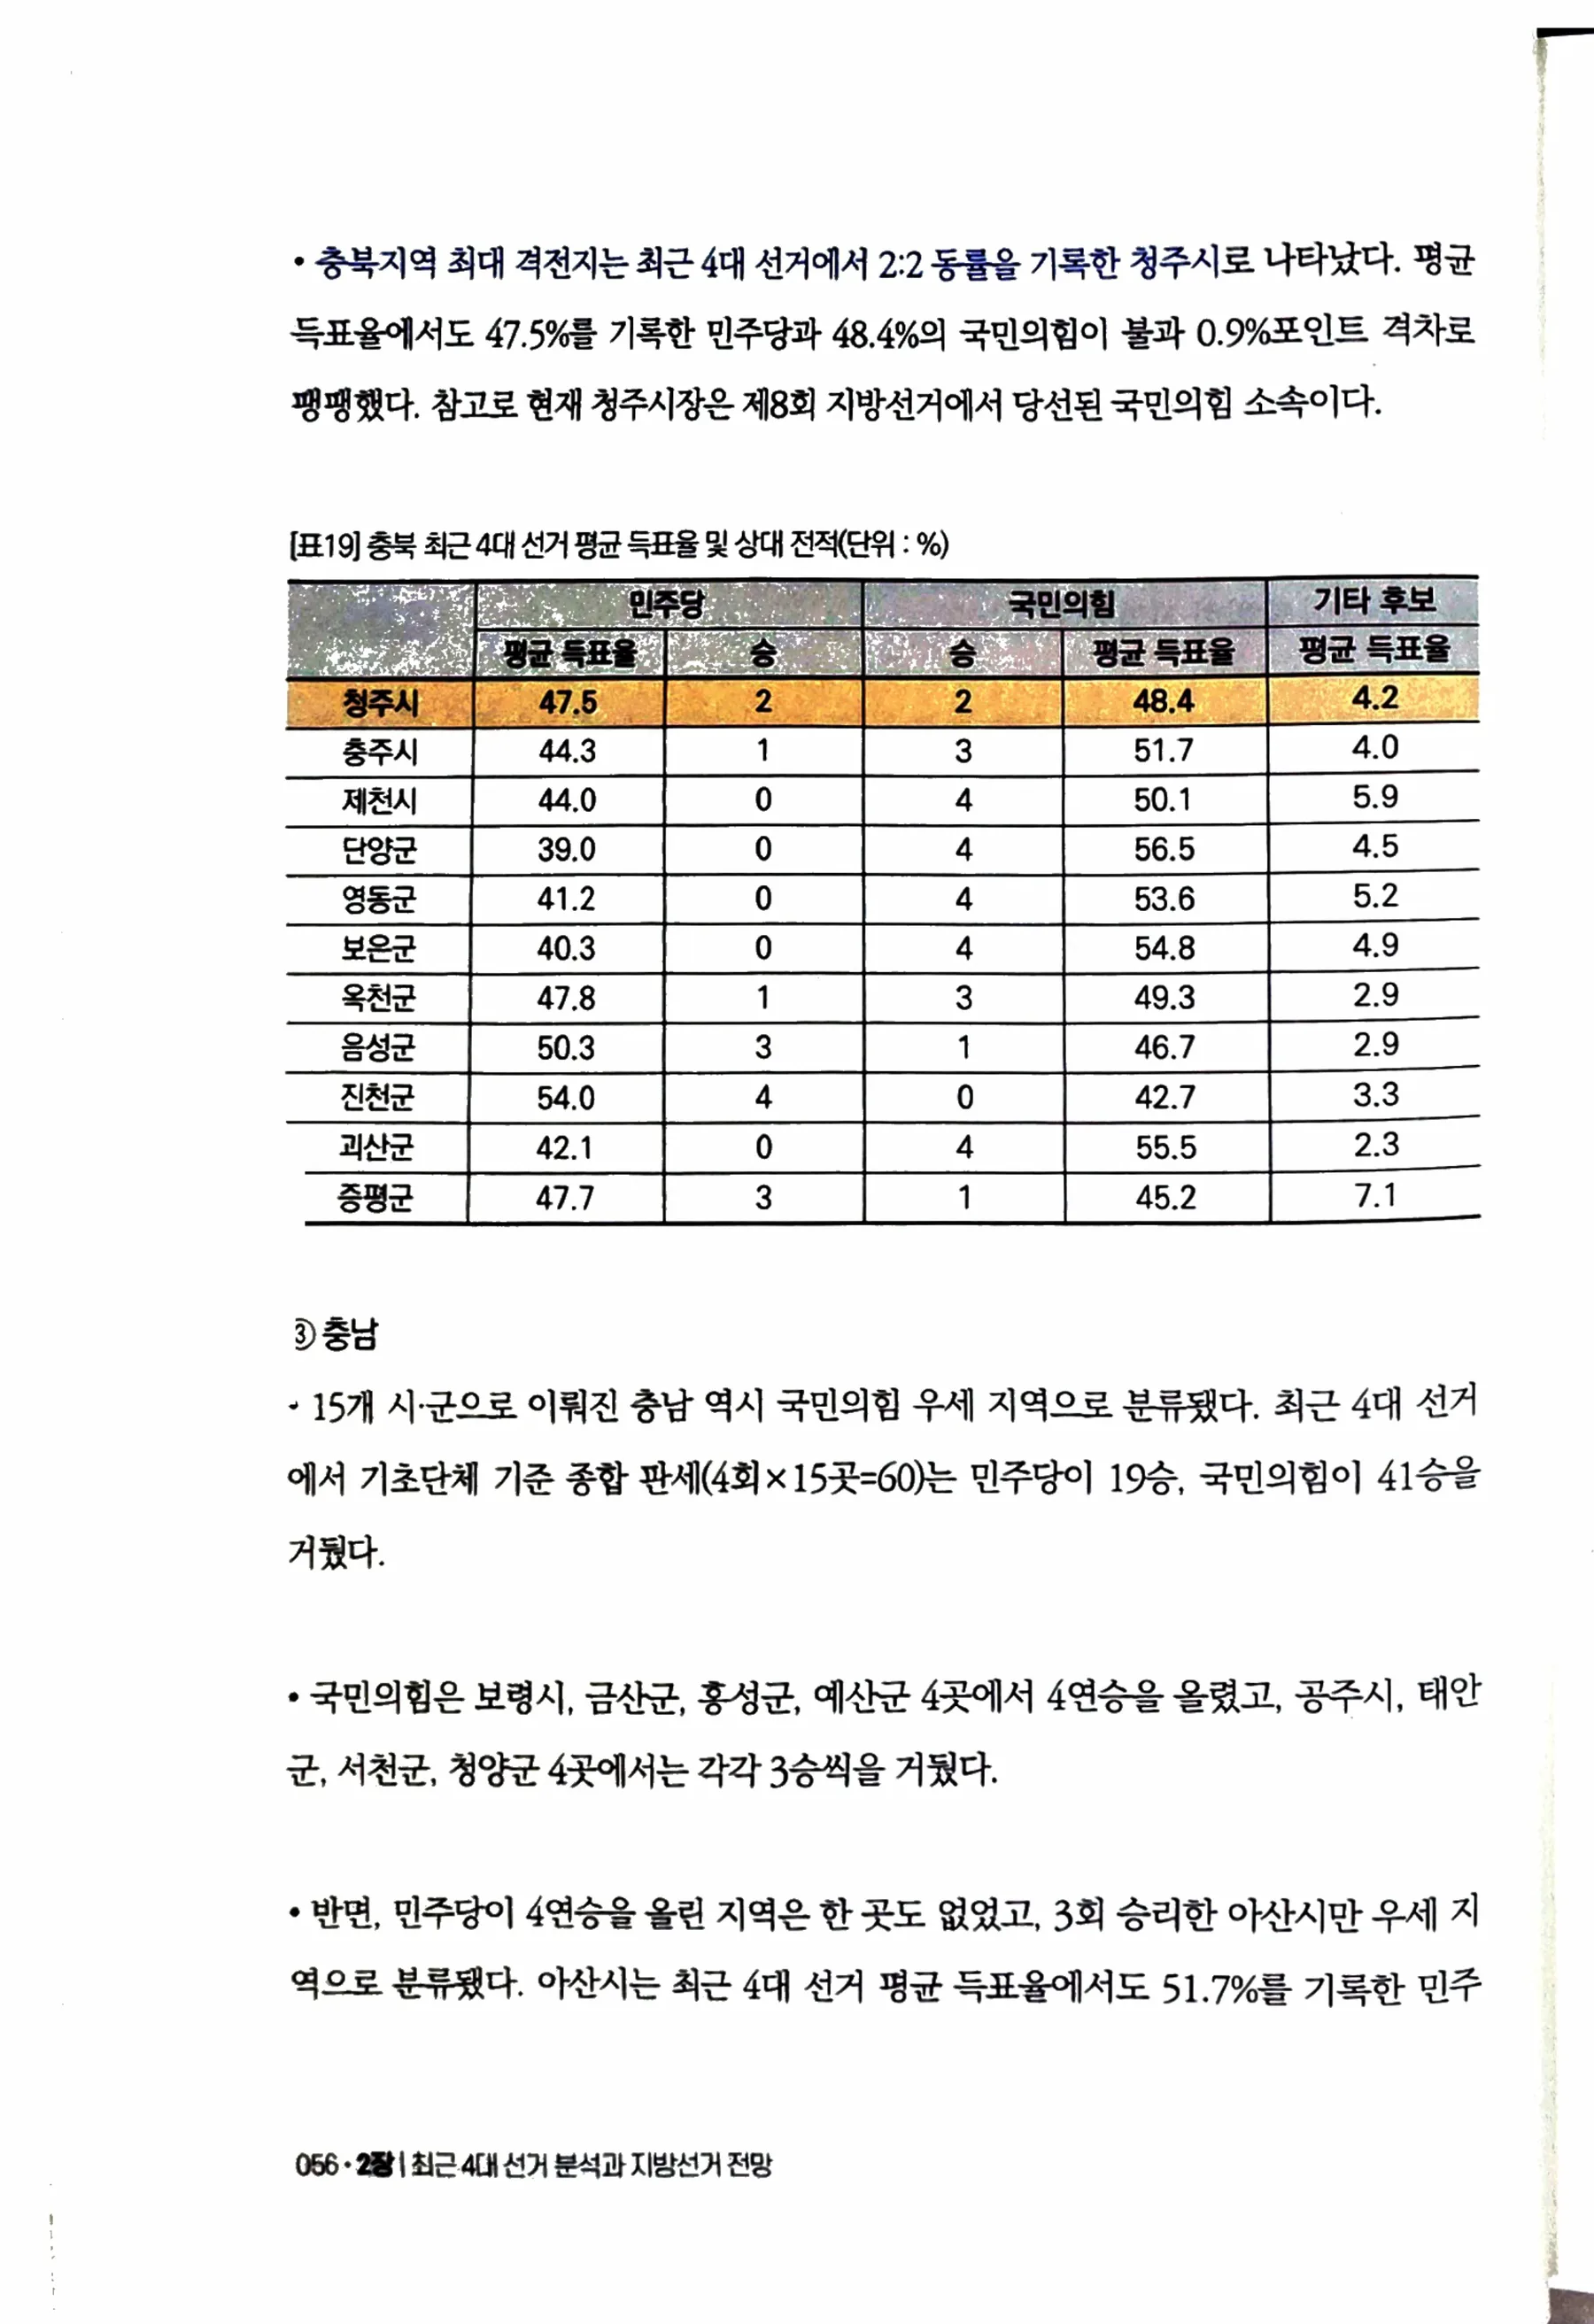 • 충북지역 최대 격전지는 최근 4대 선거에서 2:2 동률을 기록한 청주시로 나타났다. 평균
득표율에서도 47.5%를 기록한 민주당과 48.4%의 국민의힘이 불과 0.9%포인트 격차로
팽팽했다. 참고로 현재 청주시장은 제8회 지방선거에서 당선된 국민의힘 소속이다.
[표19] 충북 최근 4대 선거 평균 득표율 및 상대 전적(단위 : %)
민주당 국민의힘 기타 후보
평균 득표율 승 승 평균 득표율 평균 득표율
청주시 47.5 2 2 48.4 4.2
충주시 44.3 1 3 51.7 4.0
제천시 44.0 0 4 50.1 5.9
단양군 39.0 0 4 56.5 4.5
영동군 41.2 0 4 53.6 5.2
보은군 40.3 0 4 54.8 4.9
옥천군 47.8 1 3 49.3 2.9
음성군 50.3 3 1 46.7 2.9
진천군 54.0 4 0 42.7 3.3
괴산군 42.1 0 4 55.5 2.3
증평군 47.7 3 1 45.2 7.1
③ 충남
• 15개 시·군으로 이뤄진 충남 역시 국민의힘 우세 지역으로 분류됐다. 최근 4대 선거
에서 기초단체 기준 종합 판세(4회×15곳=60)는 민주당이 19승, 국민의힘이 41승을
거뒀다.
• 국민의힘은 보령시, 금산군, 홍성군, 예산군 4곳에서 4연승을 올렸고, 공주시, 태안
군, 서천군, 청양군 4곳에서는 각각 3승씩을 거뒀다.
• 반면, 민주당이 4연승을 올린 지역은 한 곳도 없었고, 3회 승리한 아산시만 우세 지
역으로 분류됐다. 아산시는 최근 4대 선거 평균 득표율에서도 51.7%를 기록한 민주
056 • 2장 | 최근 4대 선거 분석과 지방선거 전망